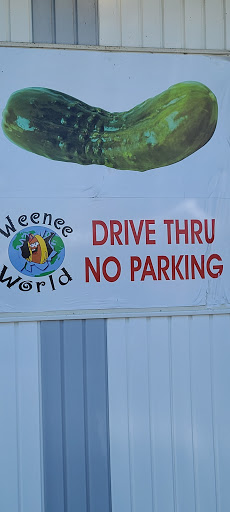 Weenee
World
DRIVE THRU
NO PARKING